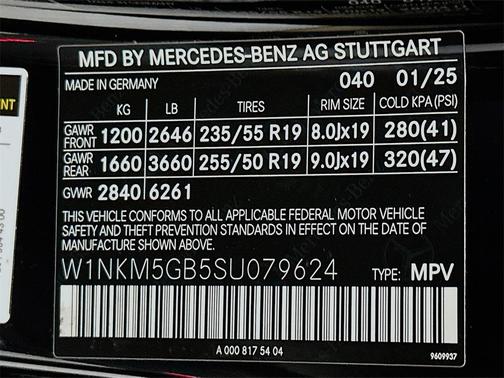 MFD BY MERCEDES-BENZ AG STUTTGART
MADE IN GERMANY 040 01/25
KG LB TIRES RIM SIZE COLD KPA(PSI)
GAWR FRONT 1200 2646 235/55 R19 8.0Jx19 280(41)
GAWR REAR 1660 3660 255/50 R19 9.0Jx19 320(47)
GVWR 2840 6261
THIS VEHICLE CONFORMS TO ALL APPLICABLE FEDERAL MOTOR VEHICLE
SAFETY AND THEFT PREVENTION STANDARDS IN EFFECT ON THE DATE
OF MANUFACTURE SHOWN ABOVE.
W1NKM5GB5SU079624 TYPE: MPV
A 000 817 54 04 9609937